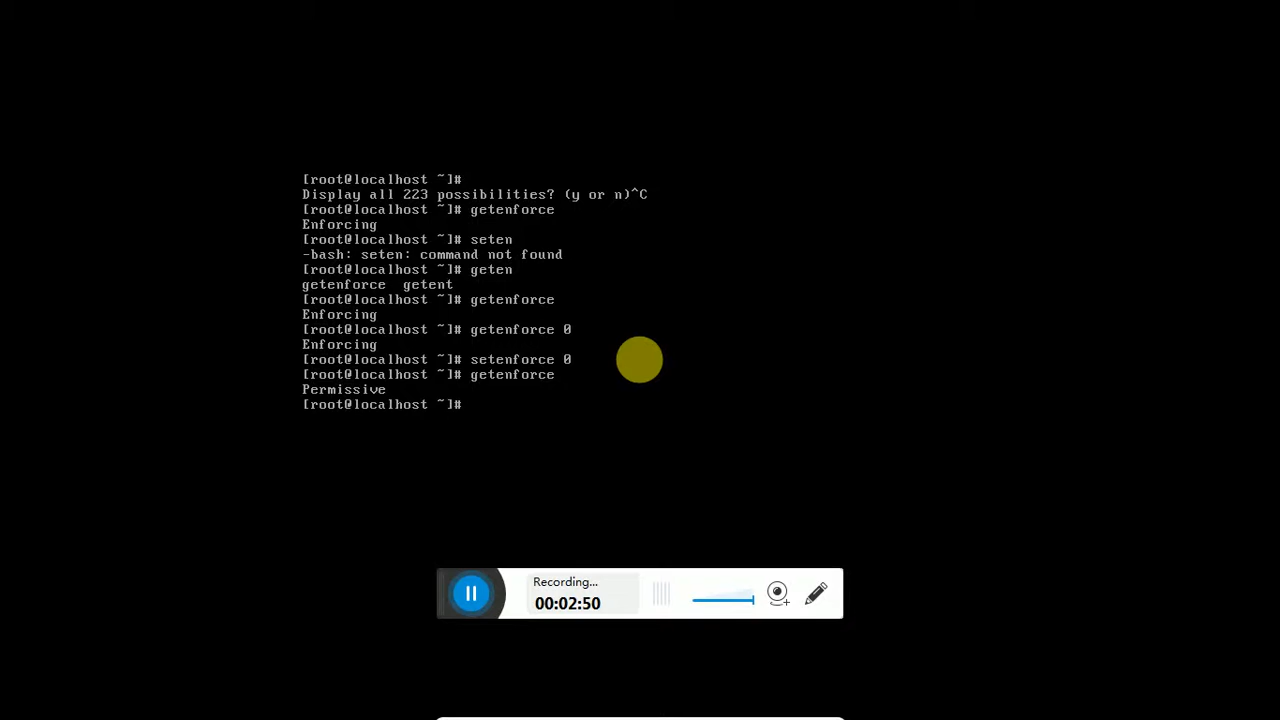 [root@localhost ~]#
Display all 223 possibilities? (y or n)^C
[root@localhost ~]# getenforce
Enforcing
[root@localhost ~]# seten
-bash: seten: command not found
[root@localhost ~]# geten
getenforce  getent
[root@localhost ~]# getenforce
Enforcing
[root@localhost ~]# getenforce 0
Enforcing
[root@localhost ~]# setenforce 0
[root@localhost ~]# getenforce
Permissive
[root@localhost ~]#
Recording...
00:02:50